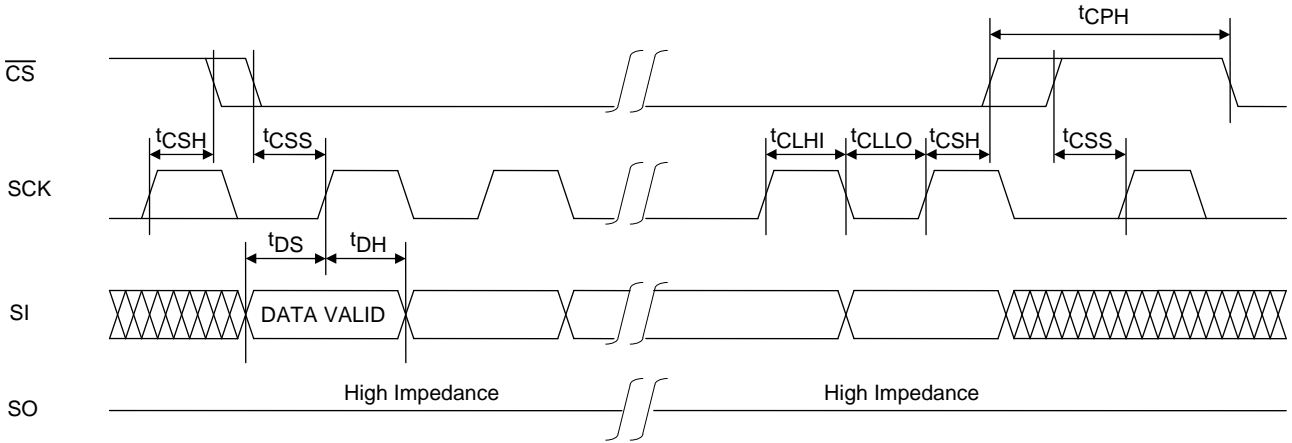 tCPH
CS
tCSH
tCSS
tCLHI
tCLLO
tCSH
tCSS
SCK
tDS
tDH
SI
DATA VALID
SO
High Impedance
High Impedance